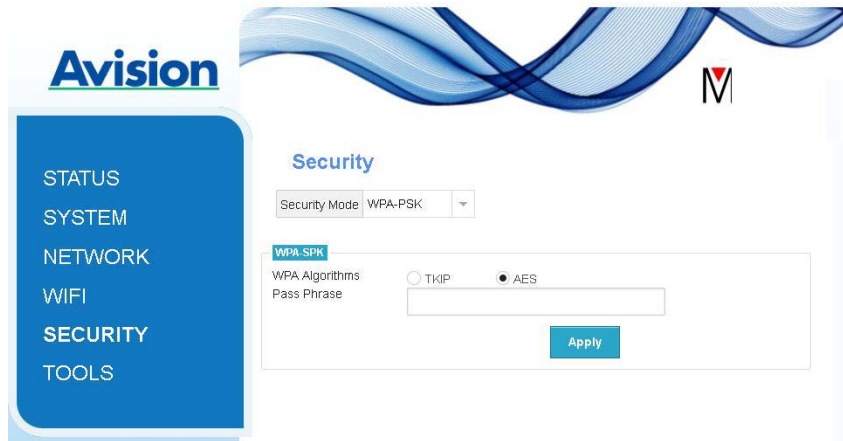 Avision
M
STATUS
SYSTEM
NETWORK
WIFI
SECURITY
TOOLS
Security
Security Mode WPA-PSK
WPA-SPK
WPA Algorithms TKIP AES
Pass Phrase
Apply